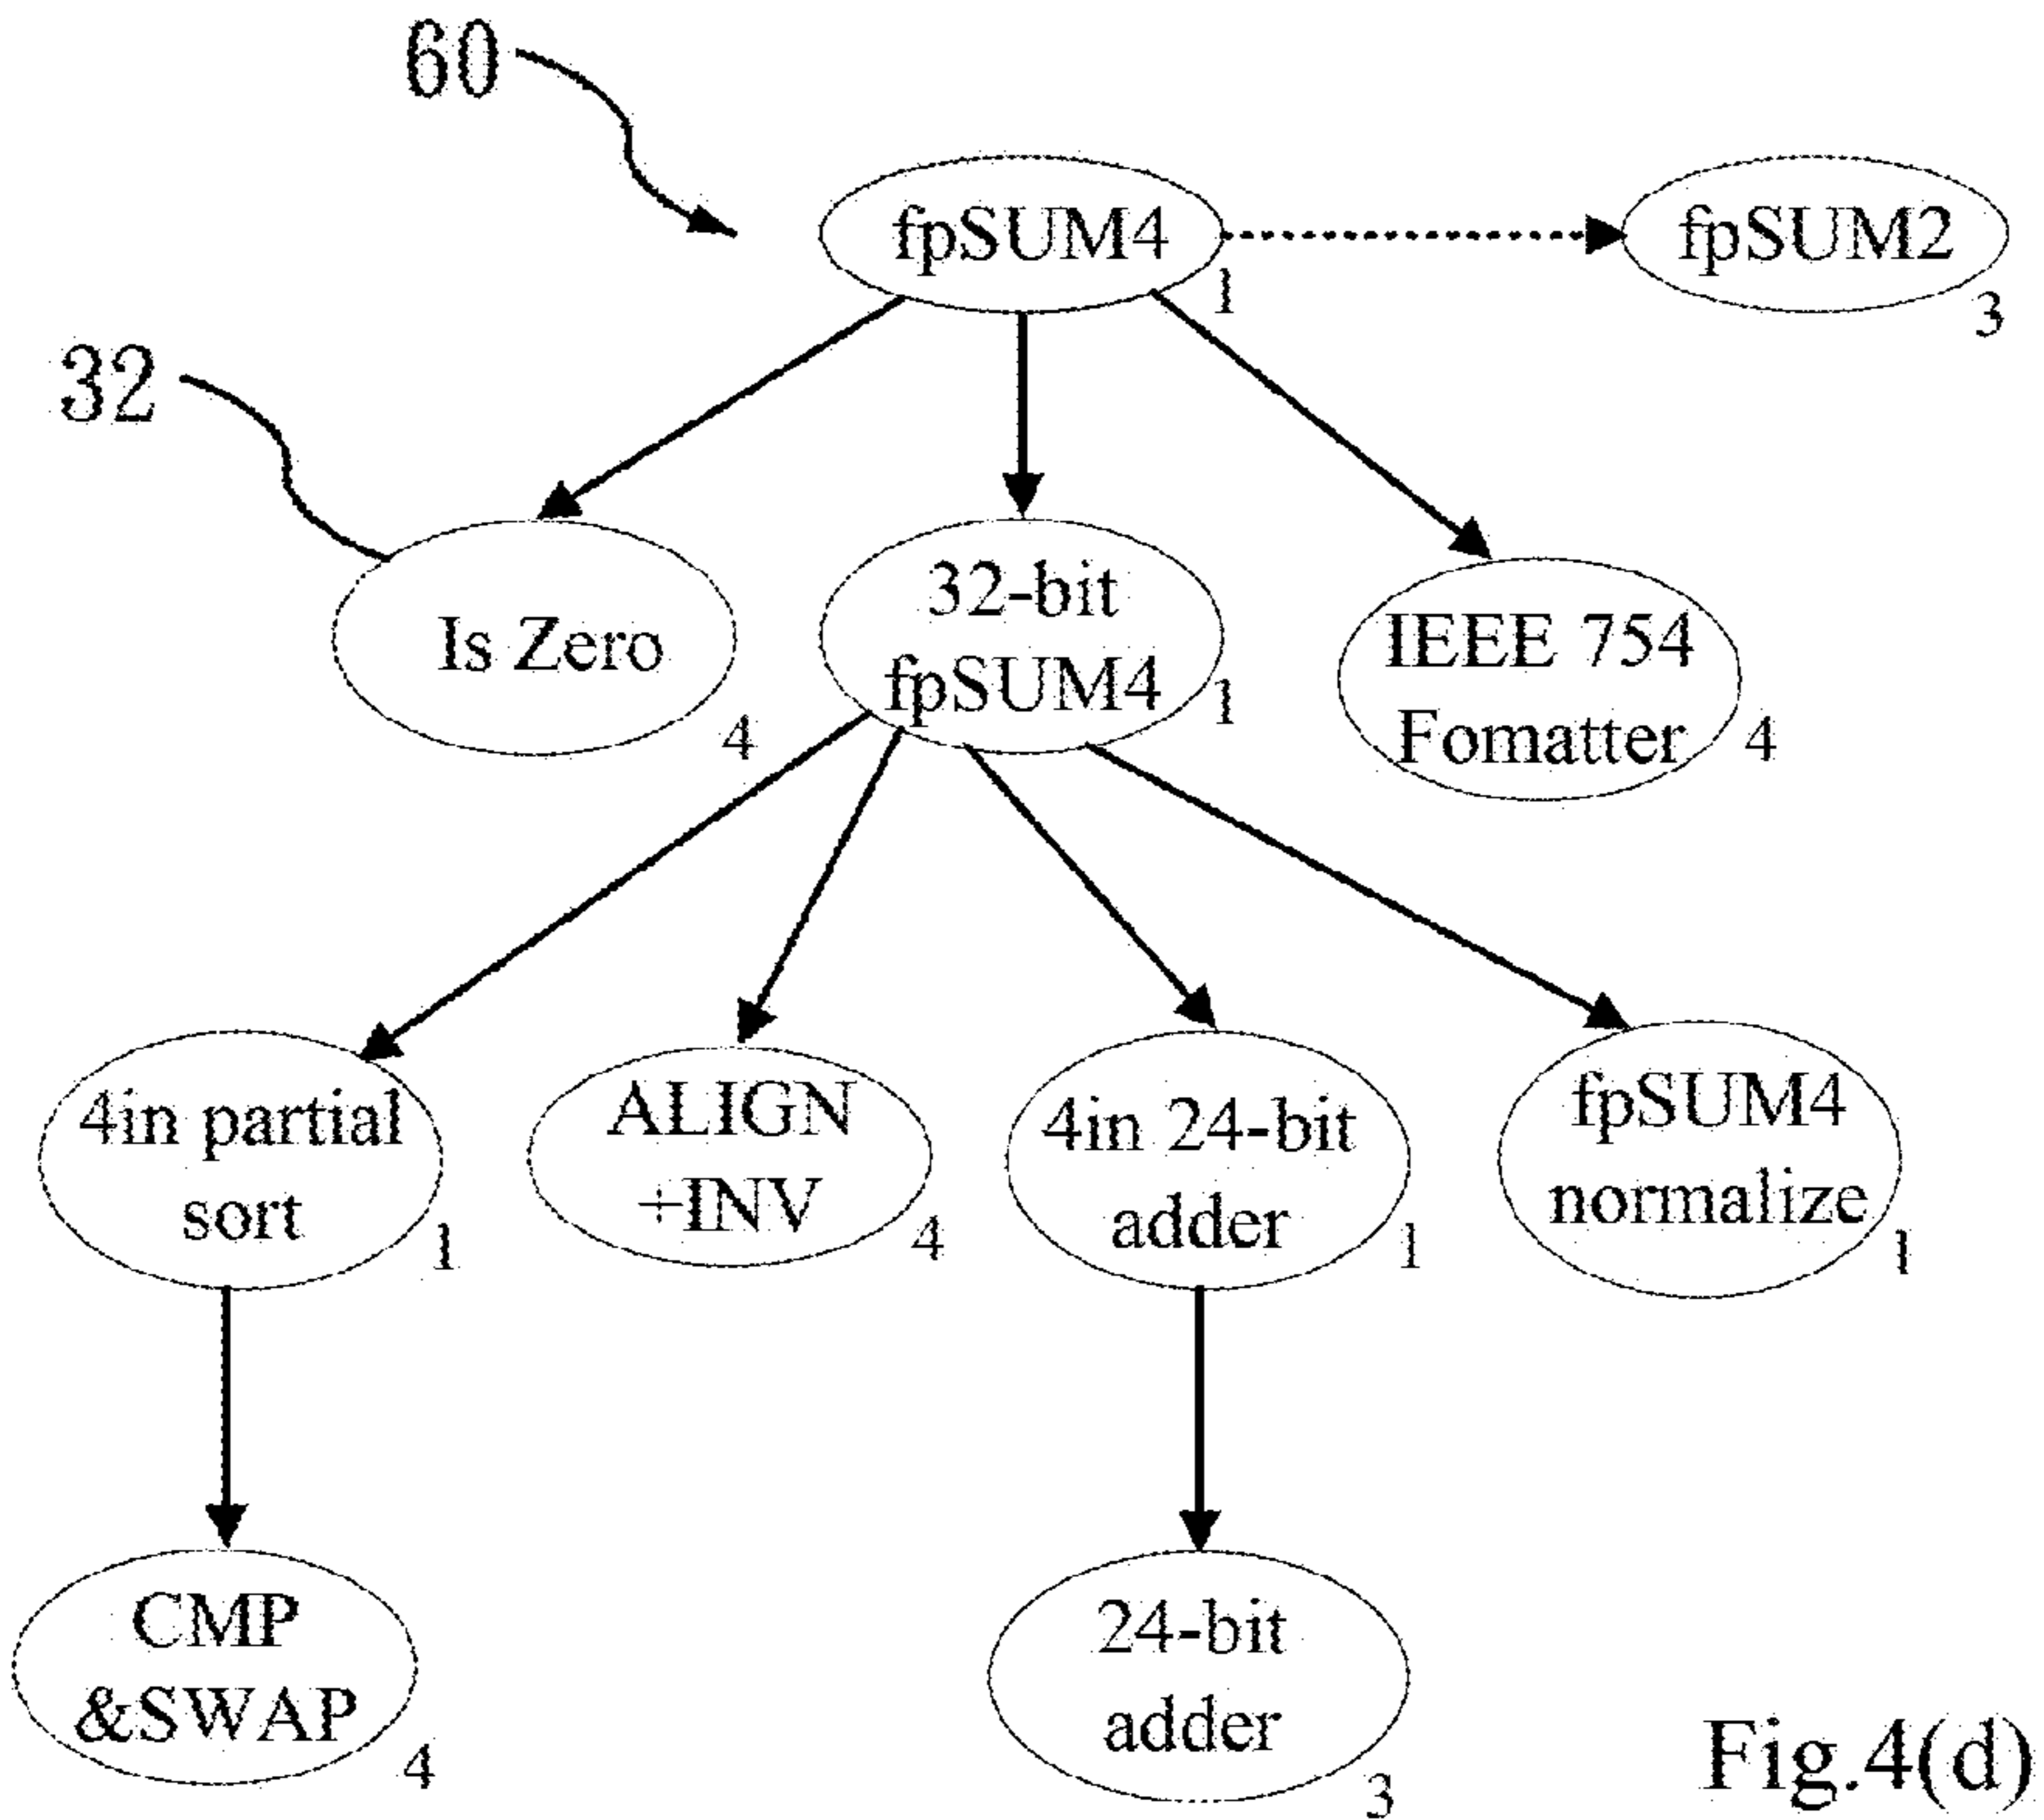 60
fpSUM4
1
fpSUM2
3
32
Is Zero
4
32-bit
fpSUM4
1
IEEE 754
Fomatter
4
4in partial
sort
1
ALIGN
+INV
4
4in 24-bit
adder
1
fpSUM4
normalize
1
CMP
&SWAP
4
24-bit
adder
3
Fig.4(d)